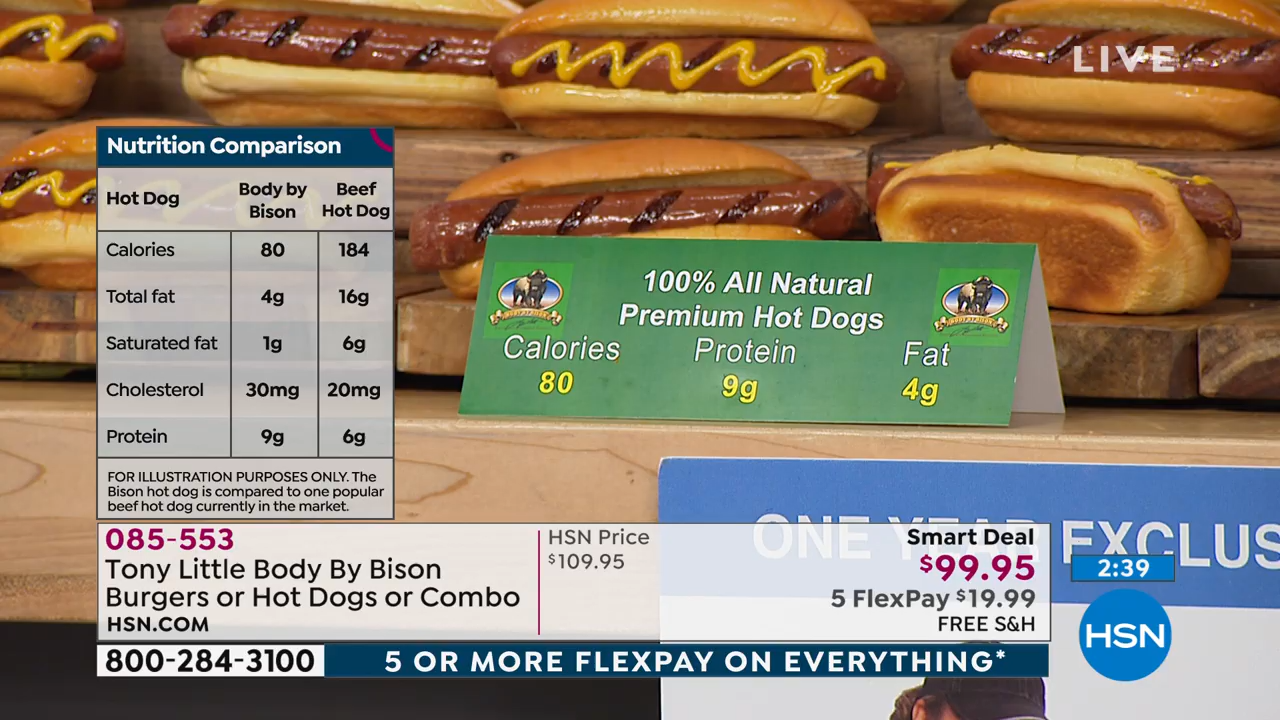 LIVE
Nutrition Comparison
Hot Dog
Body by
Bison
Beef
Hot Dog
Calories 80 184
Total fat 4g 16g
Saturated fat 1g 6g
Cholesterol 30mg 20mg
Protein 9g 6g
FOR ILLUSTRATION PURPOSES ONLY. The
Bison hot dog is compared to one popular
beef hot dog currently in the market.
100% All Natural
Premium Hot Dogs
Calories Protein Fat
80 9g 4g
ONE YEAR EXCLUS
085-553
Tony Little Body By Bison
Burgers or Hot Dogs or Combo
HSN.COM
HSN Price
$109.95
Smart Deal
$99.95
5 FlexPay $19.99
FREE S&H
2:39
HSN
800-284-3100
5 OR MORE FLEXPAY ON EVERYTHING*